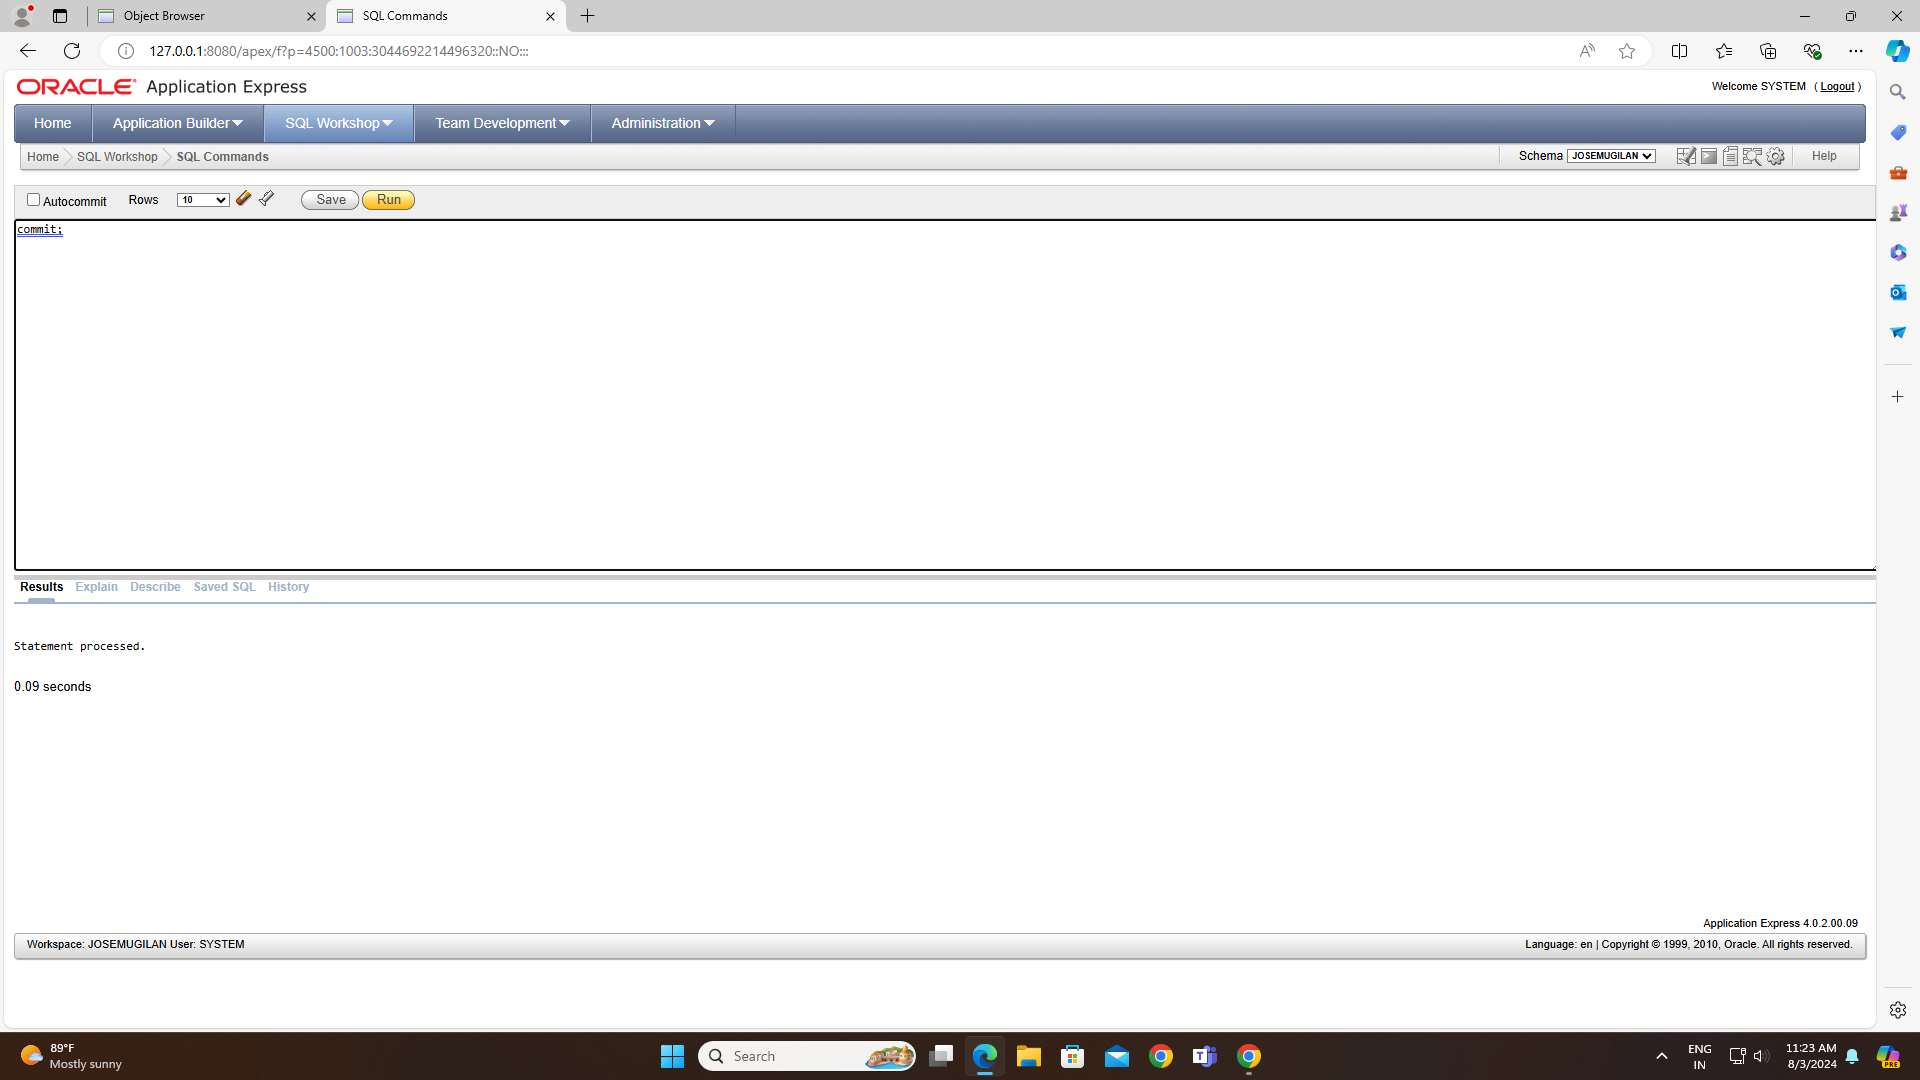 Object Browser
SQL Commands
127.0.0.1:8080/apex/f?p=4500:1003:3044692214496320::NO:::
ORACLE Application Express
Welcome SYSTEM ( Logout )
Home
Application Builder
SQL Workshop
Team Development
Administration
Home SQL Workshop SQL Commands
Schema JOSEMUGILAN
Help
Autocommit Rows 10 Save Run
commit;
Results Explain Describe Saved SQL History
Statement processed.
0.09 seconds
Application Express 4.0.2.00.09
Workspace: JOSEMUGILAN User: SYSTEM
Language: en | Copyright © 1999, 2010, Oracle. All rights reserved.
89°F
Mostly sunny
Search
ENG
IN
11:23 AM
8/3/2024
PRE